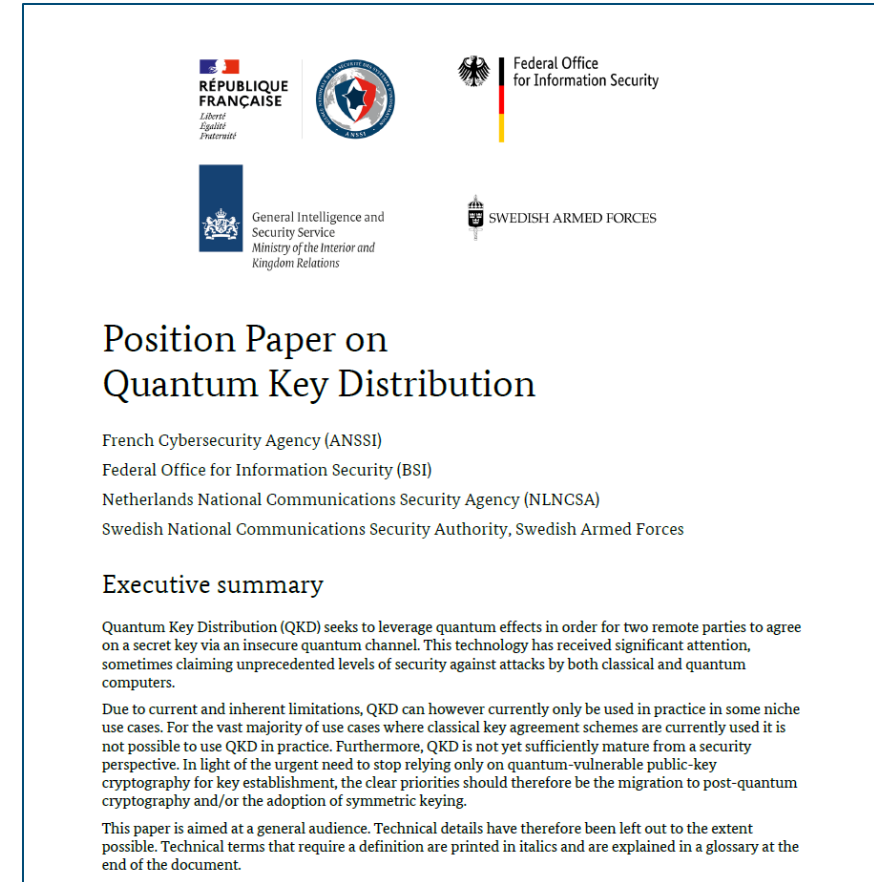 RÉPUBLIQUE
FRANÇAISE
Liberté
Égalité
Fraternité
AGENCE NATIONALE DE LA SÉCURITÉ DES SYSTÈMES D'INFORMATION
ANSSI
Federal Office
for Information Security
General Intelligence and
Security Service
Ministry of the Interior and
Kingdom Relations
SWEDISH ARMED FORCES
Position Paper on
Quantum Key Distribution
French Cybersecurity Agency (ANSSI)
Federal Office for Information Security (BSI)
Netherlands National Communications Security Agency (NLNCSA)
Swedish National Communications Security Authority, Swedish Armed Forces
Executive summary
Quantum Key Distribution (QKD) seeks to leverage quantum effects in order for two remote parties to agree
on a secret key via an insecure quantum channel. This technology has received significant attention,
sometimes claiming unprecedented levels of security against attacks by both classical and quantum
computers.
Due to current and inherent limitations, QKD can however currently only be used in practice in some niche
use cases. For the vast majority of use cases where classical key agreement schemes are currently used it is
not possible to use QKD in practice. Furthermore, QKD is not yet sufficiently mature from a security
perspective. In light of the urgent need to stop relying only on quantum-vulnerable public-key
cryptography for key establishment, the clear priorities should therefore be the migration to post-quantum
cryptography and/or the adoption of symmetric keying.
This paper is aimed at a general audience. Technical details have therefore been left out to the extent
possible. Technical terms that require a definition are printed in italics and are explained in a glossary at the
end of the document.